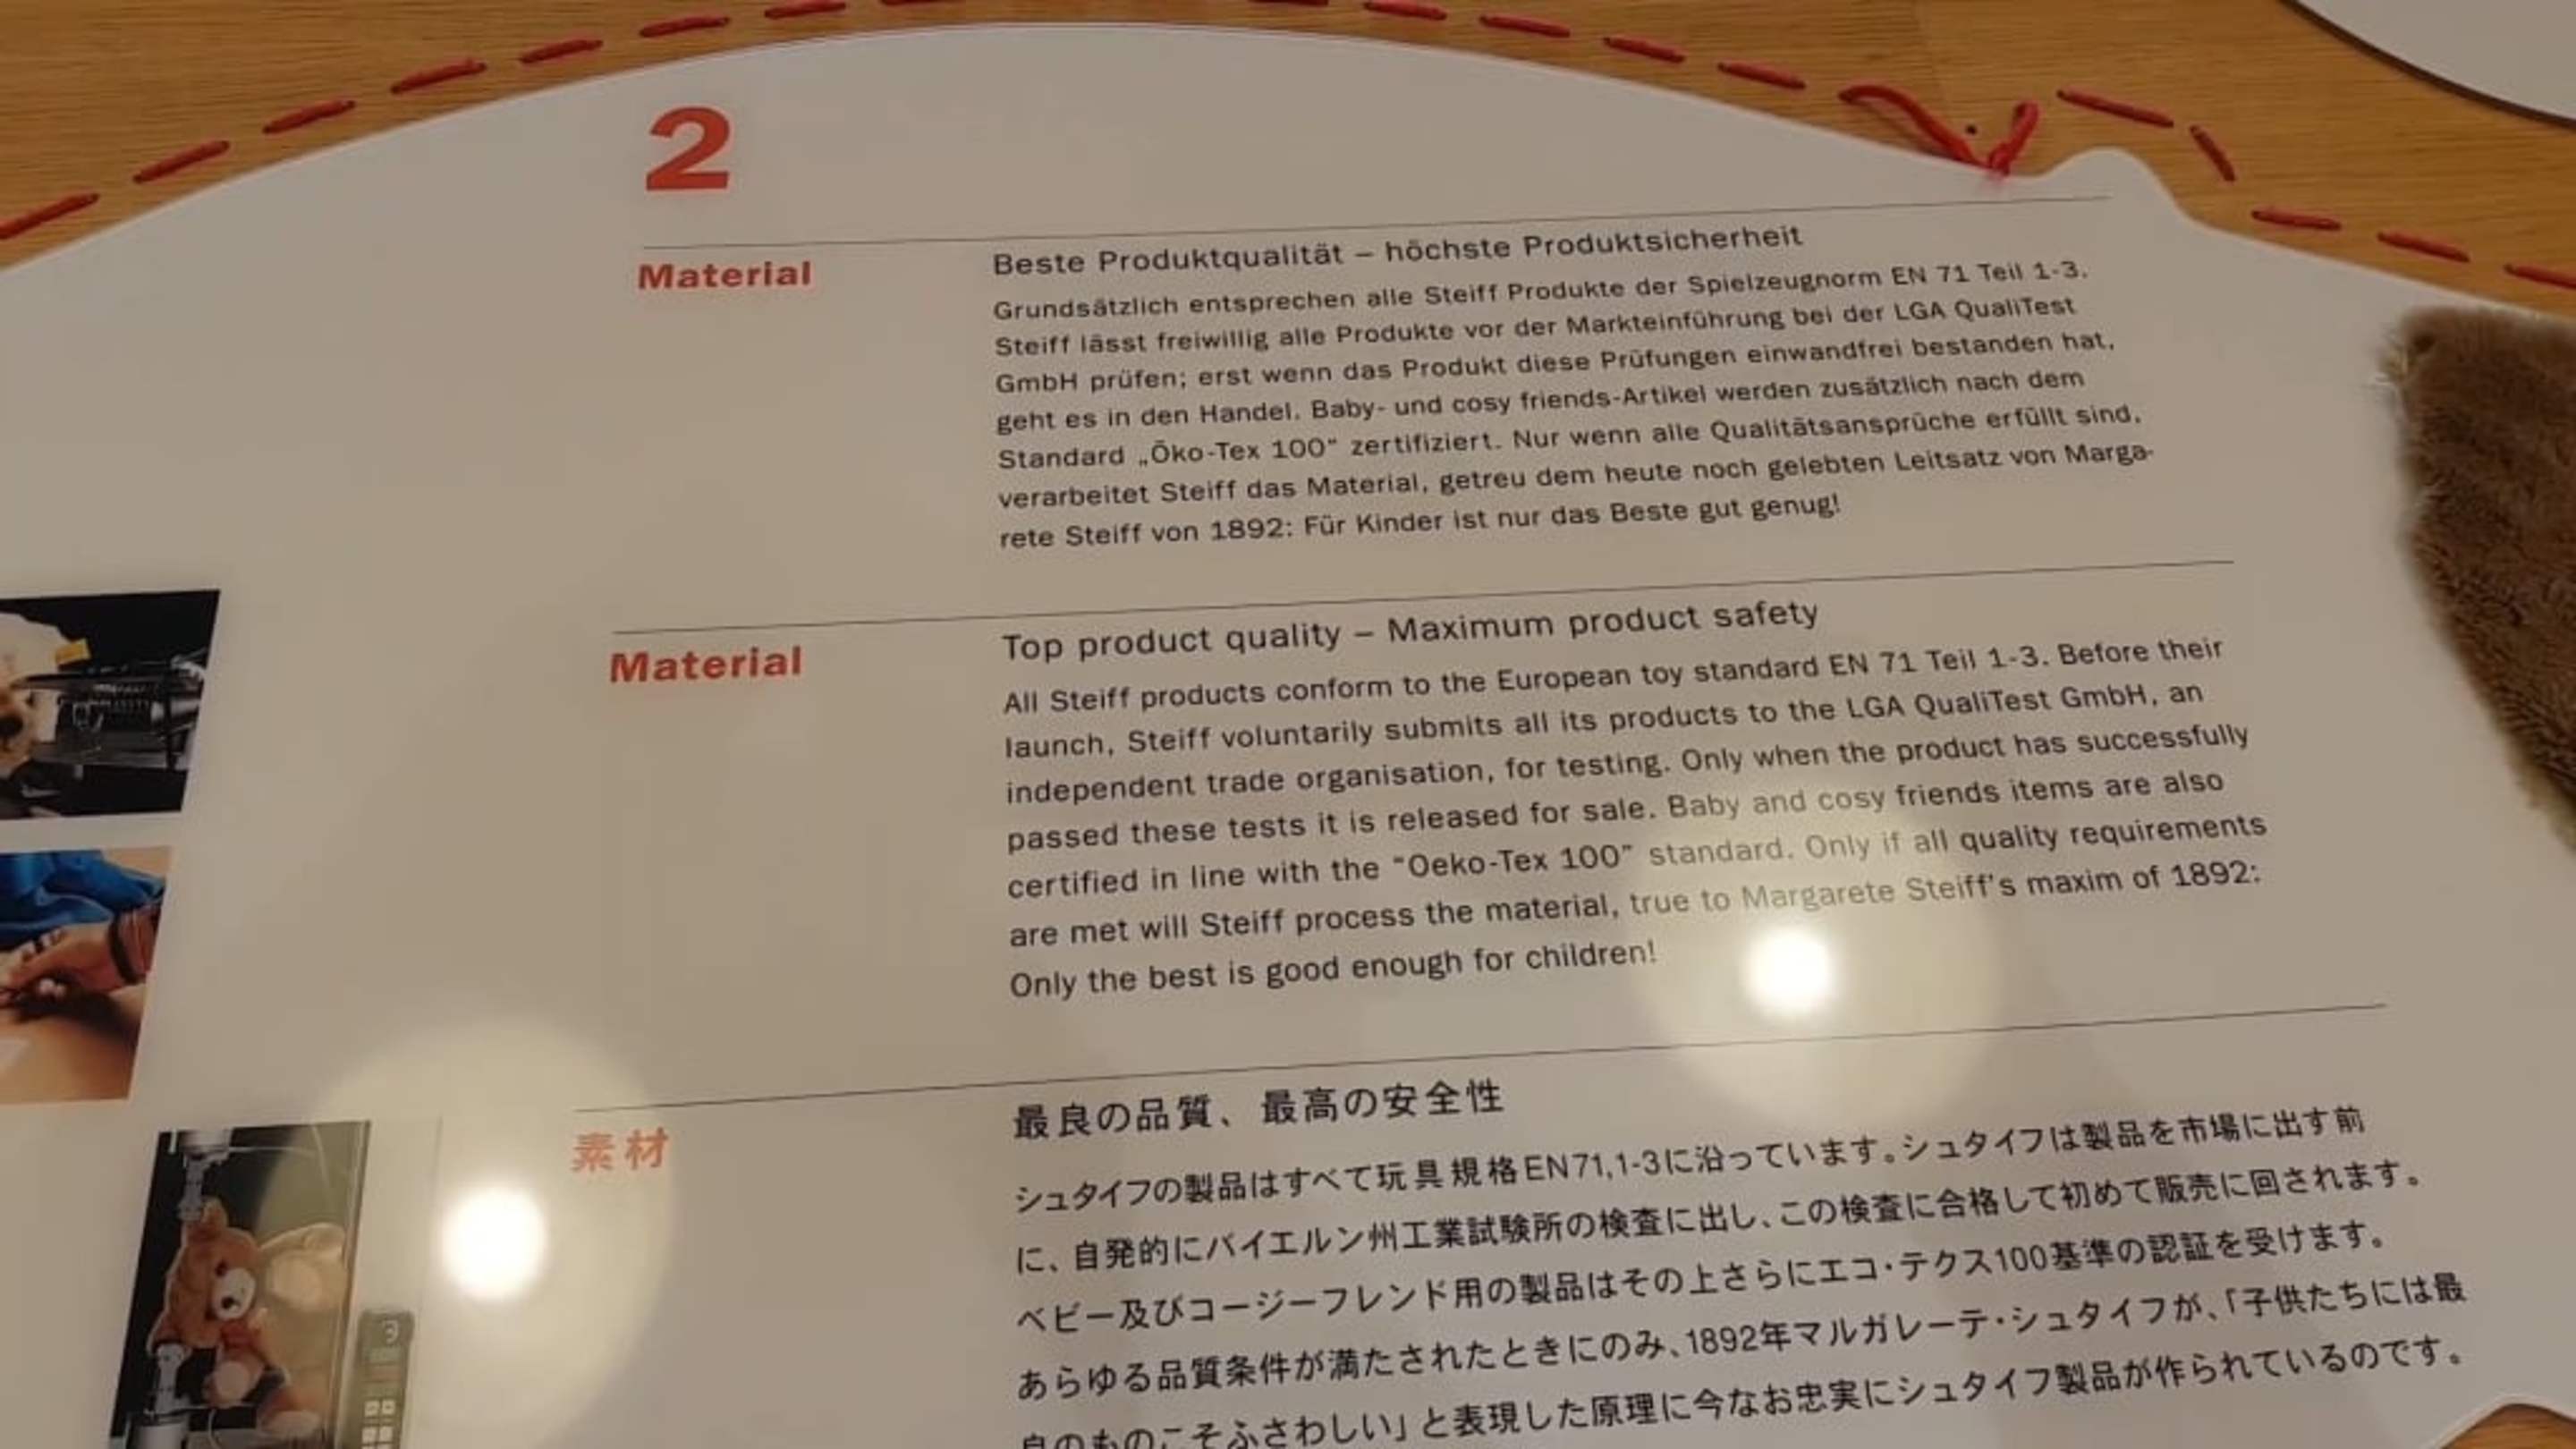 2
Material
Beste Produktqualität – höchste Produktsicherheit
Grundsätzlich entsprechen alle Steiff Produkte der Spielzeugnorm EN 71 Teil 1-3.
Steiff lässt freiwillig alle Produkte vor der Markteinführung bei der LGA QualiTest
GmbH prüfen; erst wenn das Produkt diese Prüfungen einwandfrei bestanden hat,
geht es in den Handel. Baby- und cosy friends-Artikel werden zusätzlich nach dem
Standard „Öko-Tex 100“ zertifiziert. Nur wenn alle Qualitätsansprüche erfüllt sind,
verarbeitet Steiff das Material, getreu dem heute noch gelebten Leitsatz von Marga-
rete Steiff von 1892: Für Kinder ist nur das Beste gut genug!
Material
Top product quality – Maximum product safety
All Steiff products conform to the European toy standard EN 71 Teil 1-3. Before their
launch, Steiff voluntarily submits all its products to the LGA QualiTest GmbH, an
independent trade organisation, for testing. Only when the product has successfully
passed these tests it is released for sale. Baby and cosy friends items are also
certified in line with the “Oeko-Tex 100” standard. Only if all quality requirements
are met will Steiff process the material, true to Margarete Steiff's maxim of 1892:
Only the best is good enough for children!
素材
最良の品質、最高の安全性
シュタイフの製品はすべて玩具規格EN71,1-3に沿っています。シュタイフは製品を市場に出す前
に、自発的にバイエルン州工業試験所の検査に出し、この検査に合格して初めて販売に回されます。
ベビー及びコージーフレンド用の製品はその上さらにエコ・テクス100基準の認証を受けます。
あらゆる品質条件が満たされたときにのみ、1892年マルガレーテ・シュタイフが、「子供たちには最
良のものこそふさわしい」と表現した原理に今なお忠実にシュタイフ製品が作られているのです。